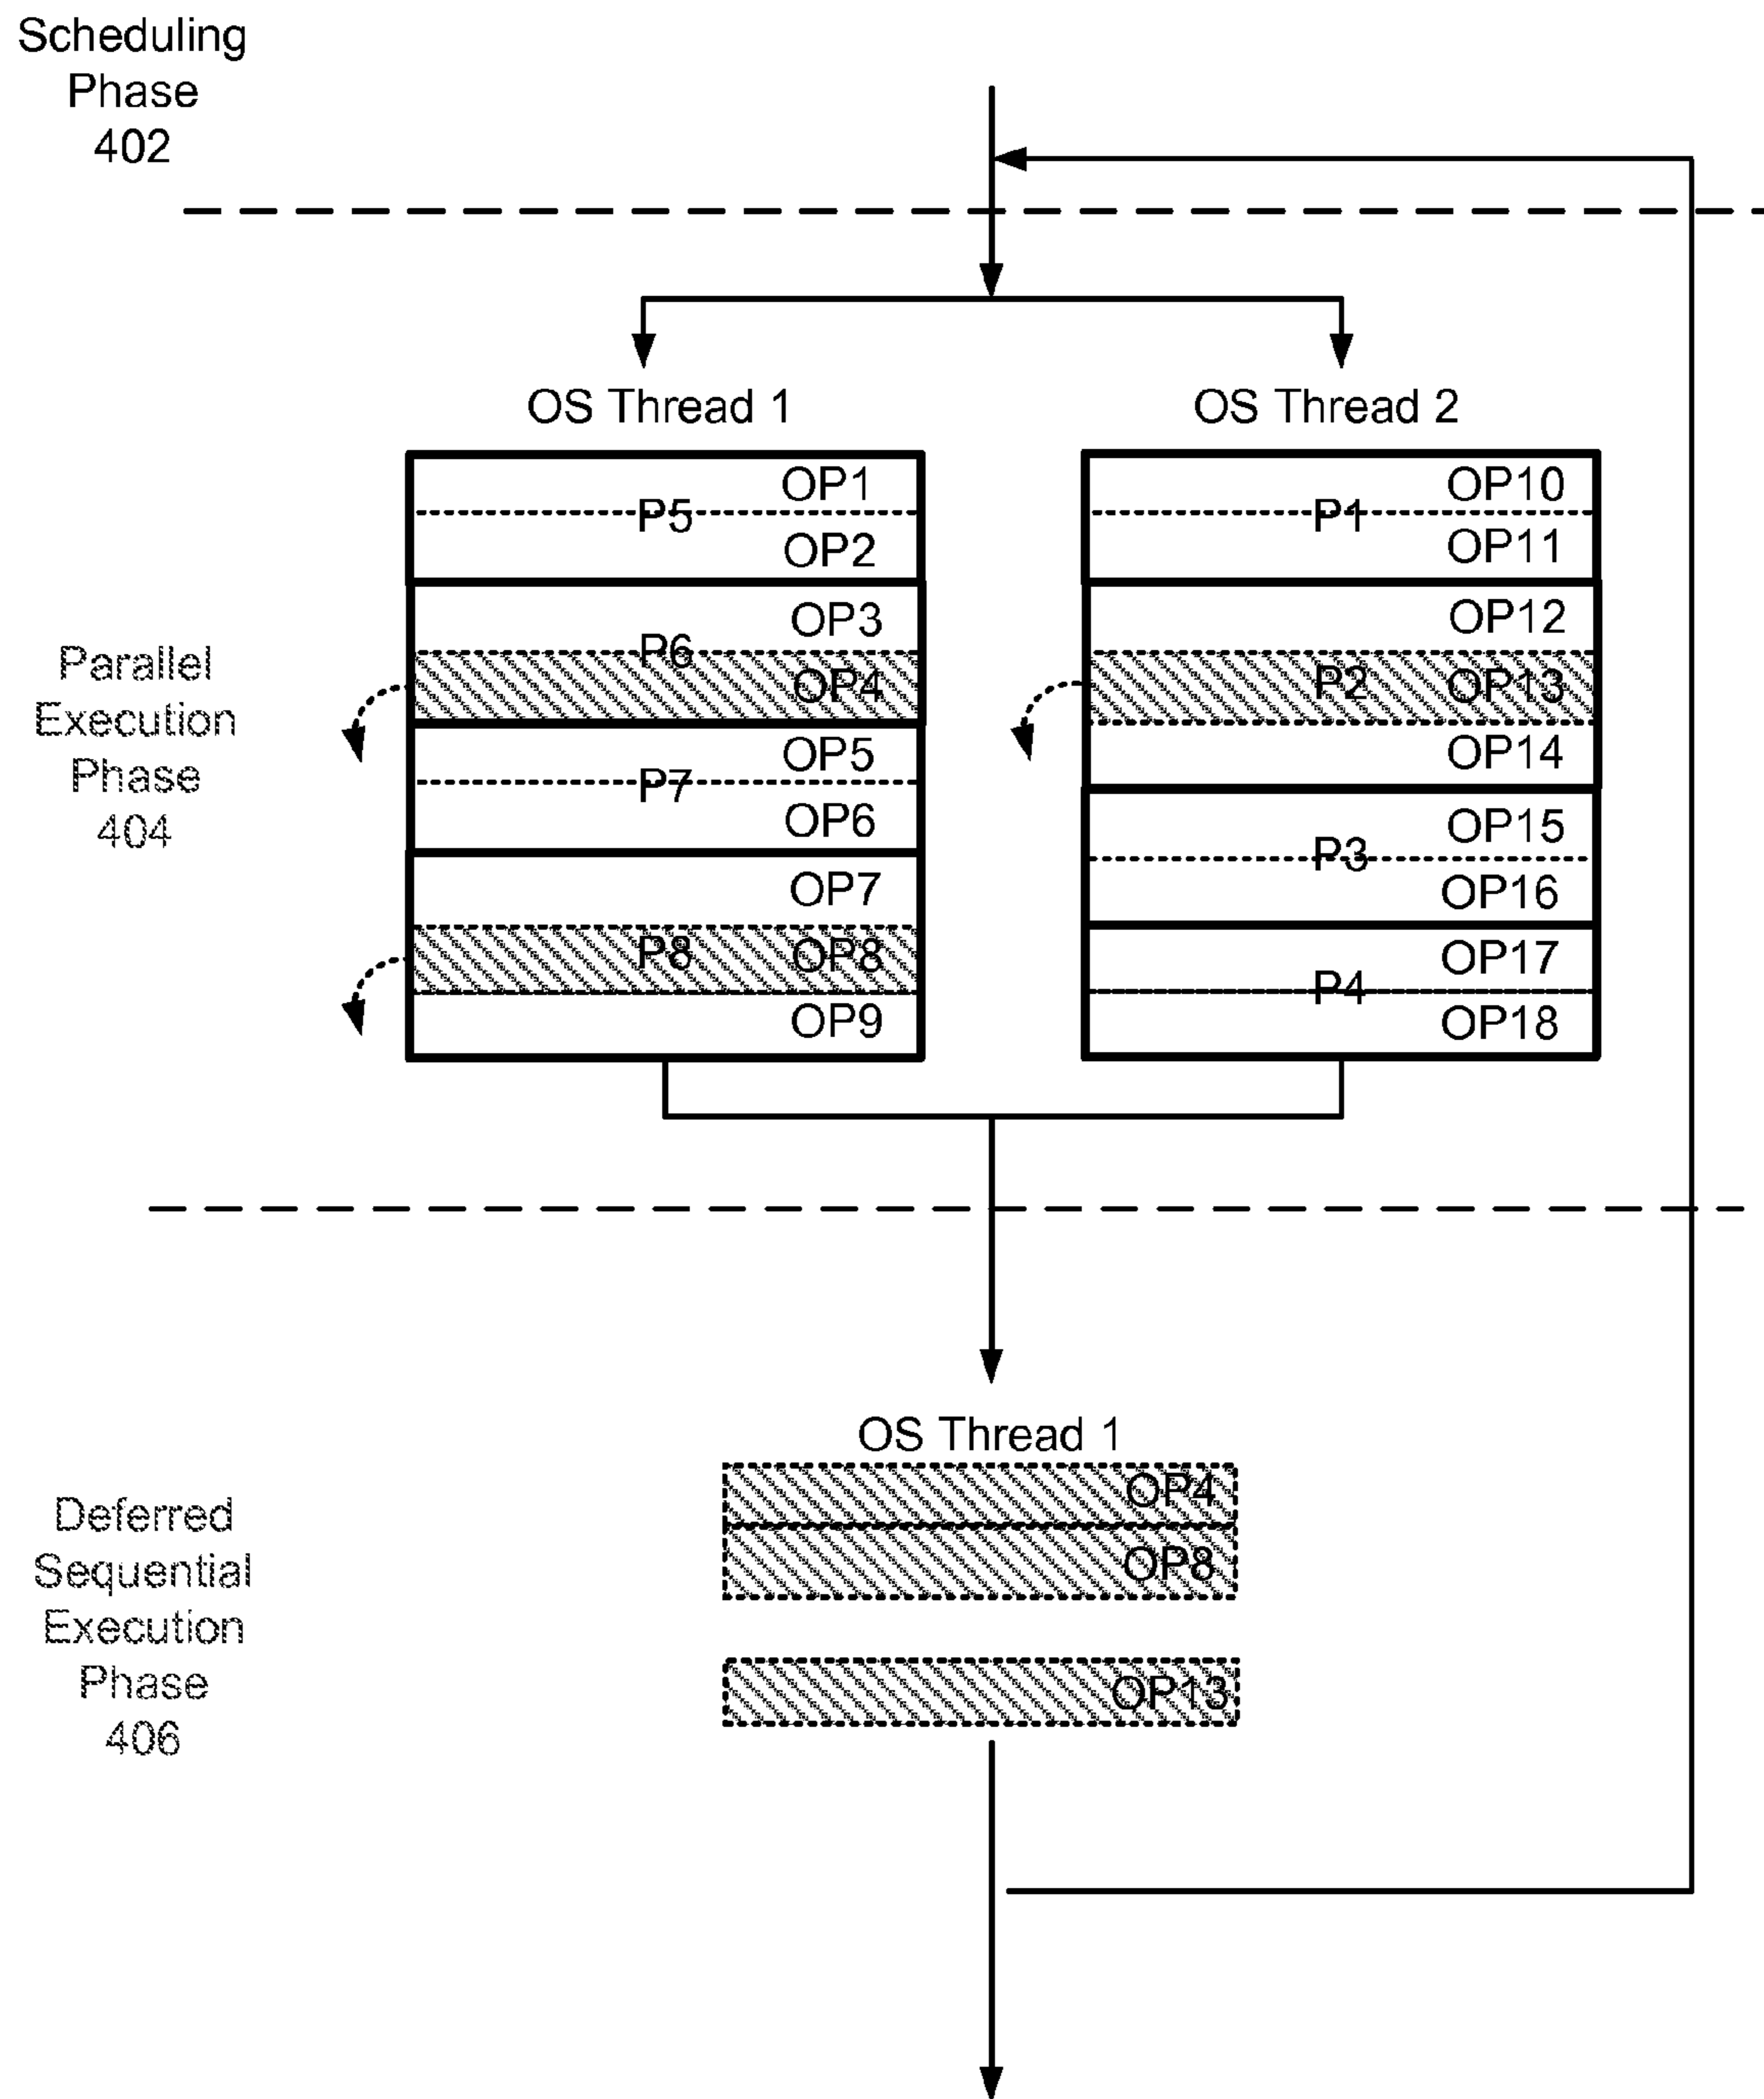 Scheduling
Phase
402
OS Thread 1
OS Thread 2
OP1
P5
OP2
OP3
P6
OP4
OP5
P7
OP6
OP7
P8 OP8
OP9
OP10
P1
OP11
OP12
P2 OP13
OP14
OP15
P3
OP16
OP17
P4
OP18
Parallel
Execution
Phase
404
OS Thread 1
OP4
OP8
OP13
Deferred
Sequential
Execution
Phase
406